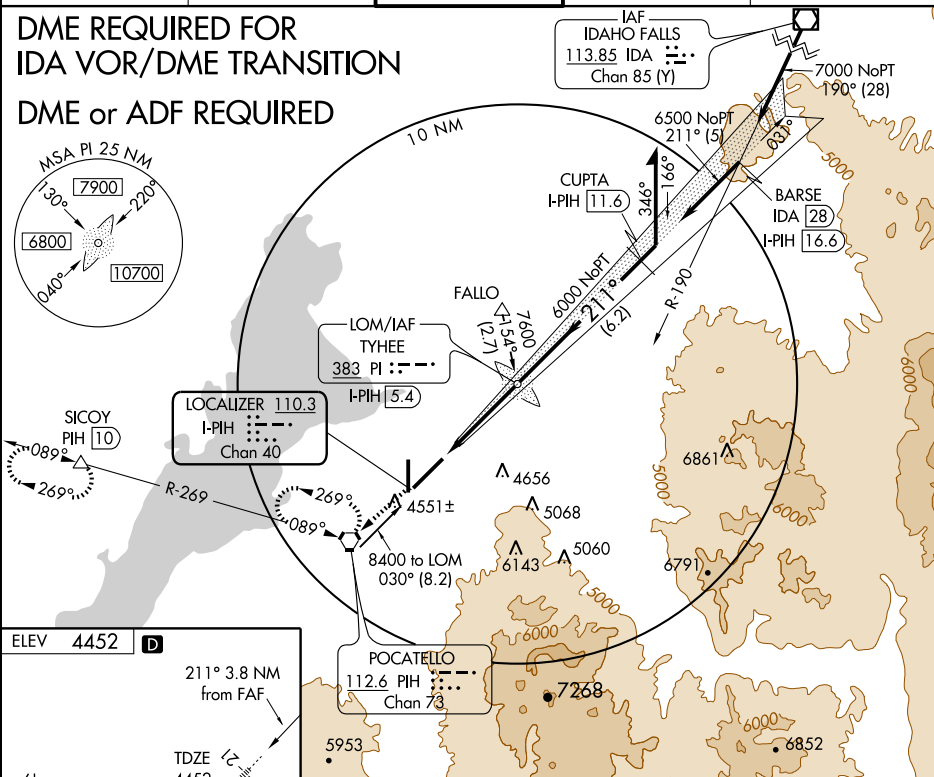 DME REQUIRED FOR
IDA VOR/DME TRANSITION
DME or ADF REQUIRED
IAF
IDAHO FALLS
113.85 IDA
Chan 85 (Y)
7000 NoPT
190° (28)
10 NM
6500 NoPT
211° (5)
031°
5000
MSA PI 25 NM
7900
130°
220°
6800
10700
040°
CUPTA
I-PIH 11.6
346°
166°
BARSE
IDA 28
I-PIH 16.6
R-190
6000 NoPT
211°
(6.2)
FALLO
7600
154°
(2.7)
LOM/IAF
TYHEE
383 PI
I-PIH 5.4
6000
LOCALIZER 110.3
I-PIH
Chan 40
SICOY
PIH 10
089°
269°
R-269
269°
089°
4551±
4656
5068
6143
5060
6861
5000
6000
6791
8400 to LOM
030° (8.2)
5000
6000
POCATELLO
112.6 PIH
Chan 73
7268
5953
6000
6852
ELEV 4452 D
211° 3.8 NM
from FAF
TDZE
21